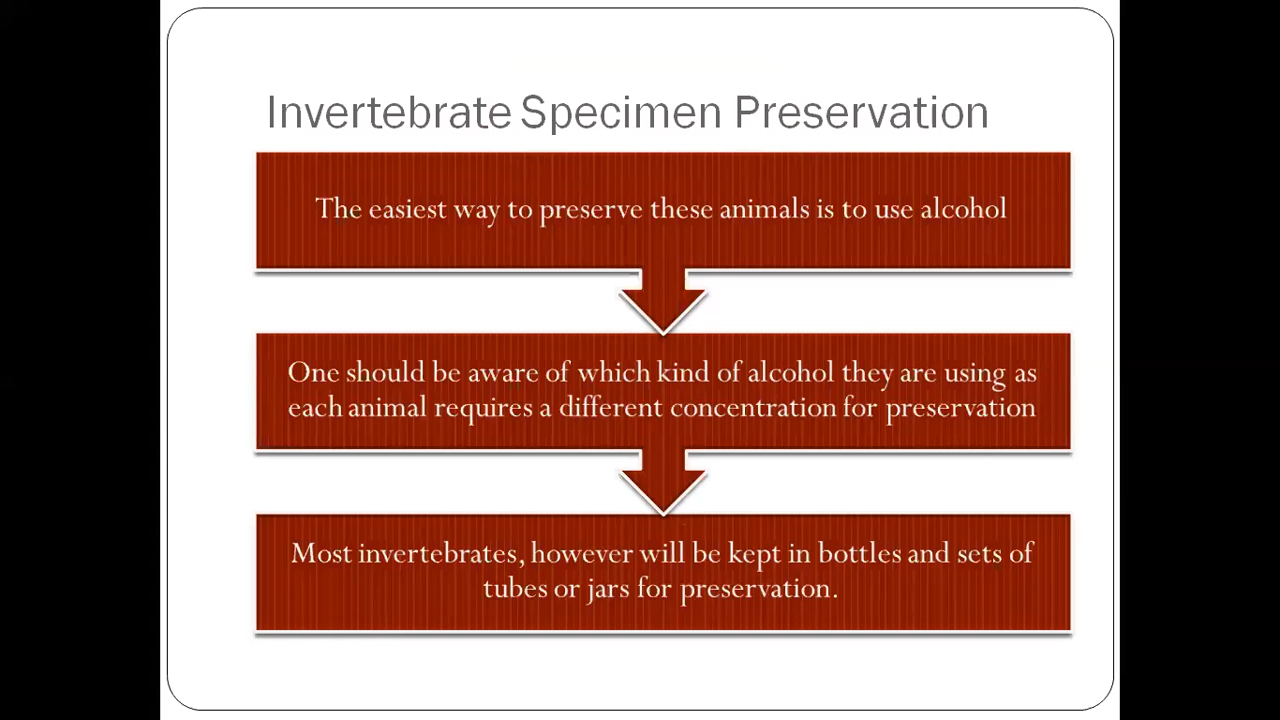 Invertebrate Specimen Preservation
The easiest way to preserve these animals is to use alcohol
One should be aware of which kind of alcohol they are using as
each animal requires a different concentration for preservation
Most invertebrates, however will be kept in bottles and sets of
tubes or jars for preservation.